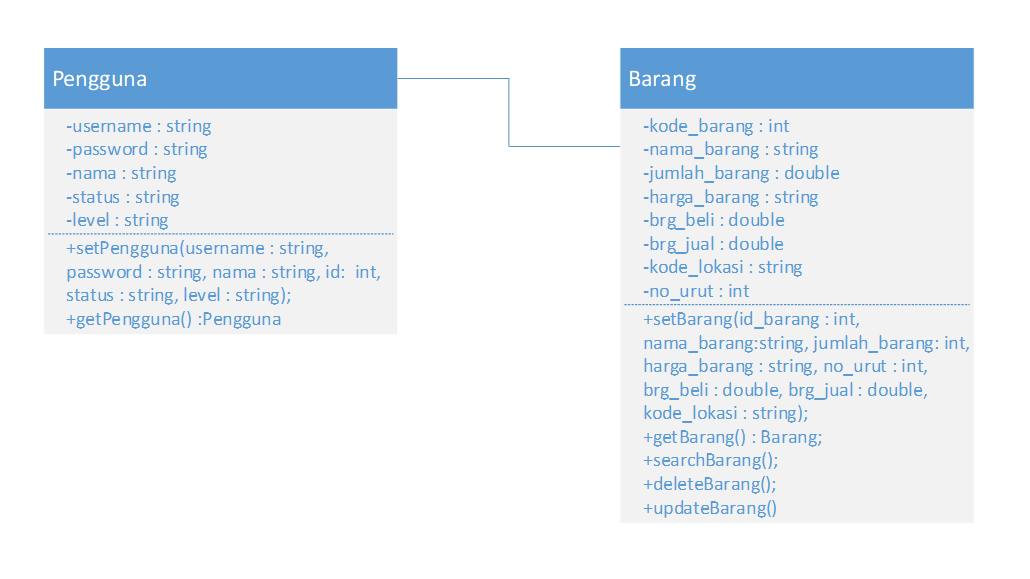 Pengguna
-username : string
-password : string
-nama : string
-status : string
-level : string
+setPengguna(username : string,
password : string, nama : string, id:  int,
status : string, level : string);
+getPengguna() :Pengguna
Barang
-kode_barang : int
-nama_barang : string
-jumlah_barang : double
-harga_barang : string
-brg_beli : double
-brg_jual : double
-kode_lokasi : string
-no_urut : int
+setBarang(id_barang : int,
nama_barang:string, jumlah_barang: int,
harga_barang : string, no_urut : int,
brg_beli : double, brg_jual : double,
kode_lokasi : string);
+getBarang() : Barang;
+searchBarang();
+deleteBarang();
+updateBarang()